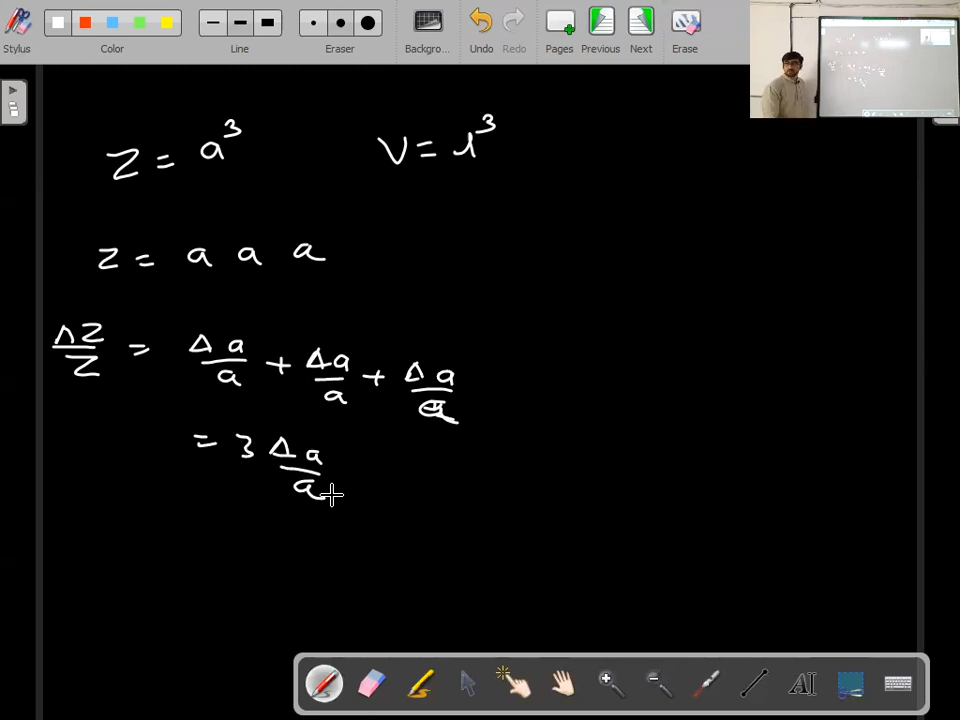 Stylus Color Line Eraser Backgro... Undo Redo Pages Previous Next Erase
Z = a³ V = l³
z = a a a
ΔZ/Z = Δa/a + Δa/a + Δa/a
= 3 Δa/a
AI